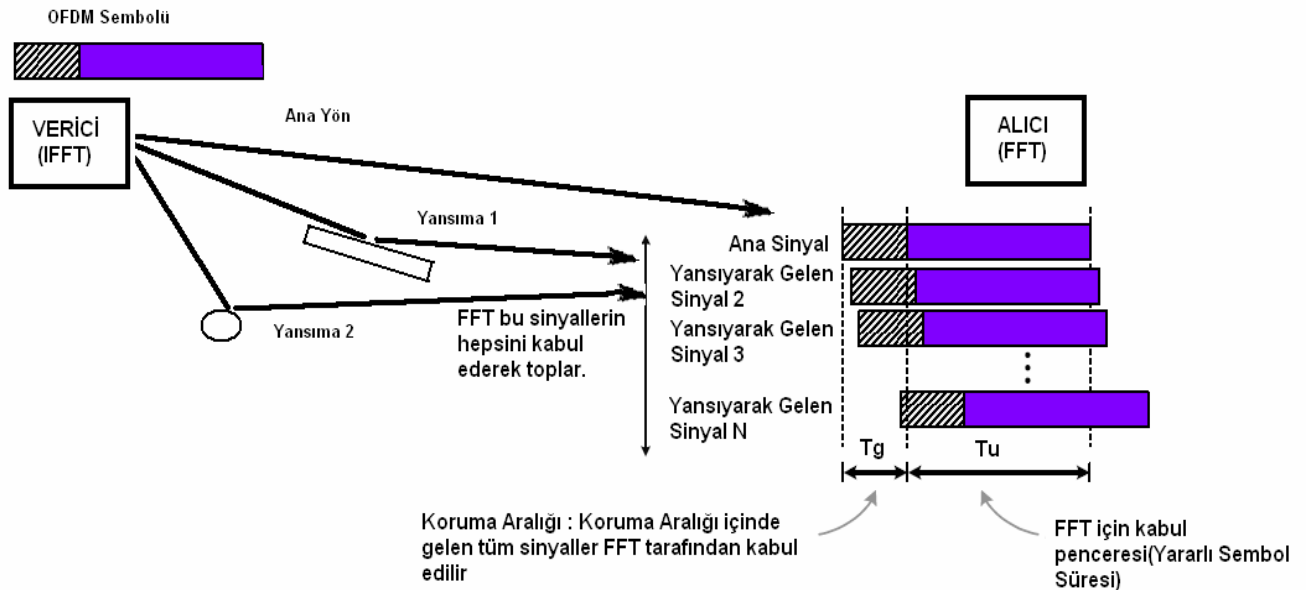 OFDM Sembolü
VERİCİ
(IFFT)
Ana Yön
ALICI
(FFT)
Yansıma 1
Yansıma 2
FFT bu sinyallerin
hepsini kabul
ederek toplar.
Ana Sinyal
Yansıyarak Gelen
Sinyal 2
Yansıyarak Gelen
Sinyal 3
Yansıyarak Gelen
Sinyal N
Tg
Tu
Koruma Aralığı : Koruma Aralığı içinde
gelen tüm sinyaller FFT tarafından kabul
edilir
FFT için kabul
penceresi(Yararlı Sembol
Süresi)